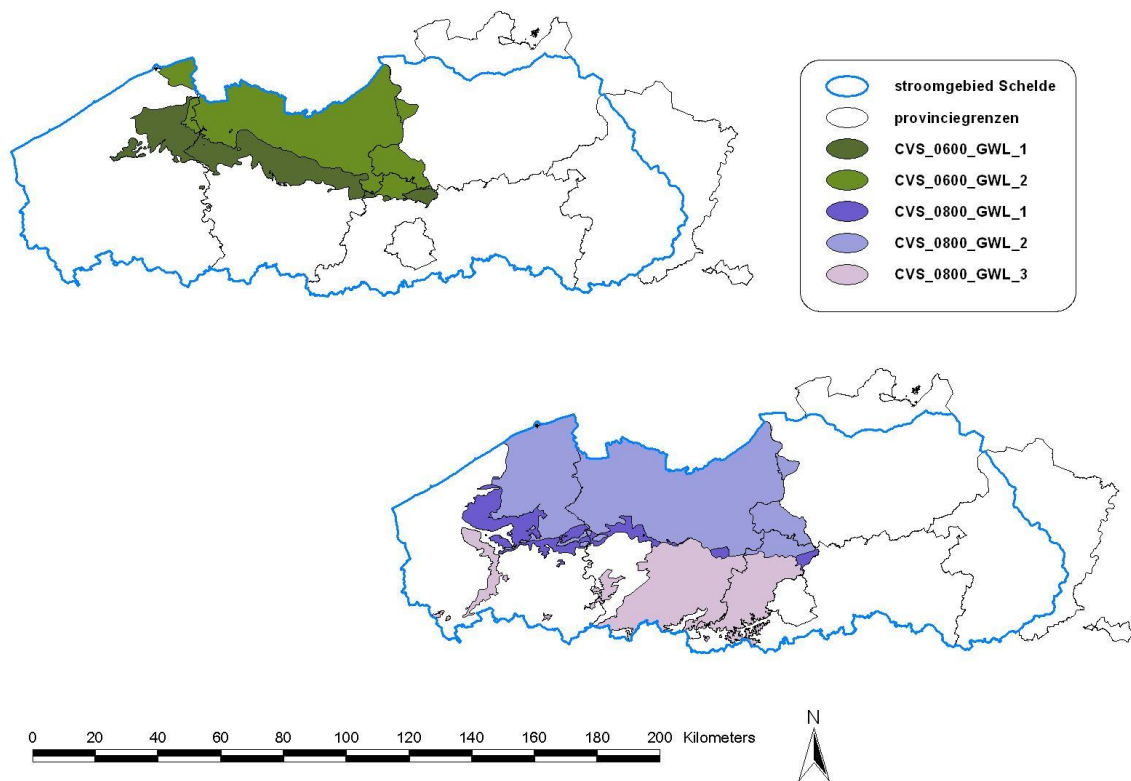 stroomgebied Schelde
provinciegrenzen
CVS_0600_GWL_1
CVS_0600_GWL_2
CVS_0800_GWL_1
CVS_0800_GWL_2
CVS_0800_GWL_3
N
0 20 40 60 80 100 120 140 160 180 200 Kilometers